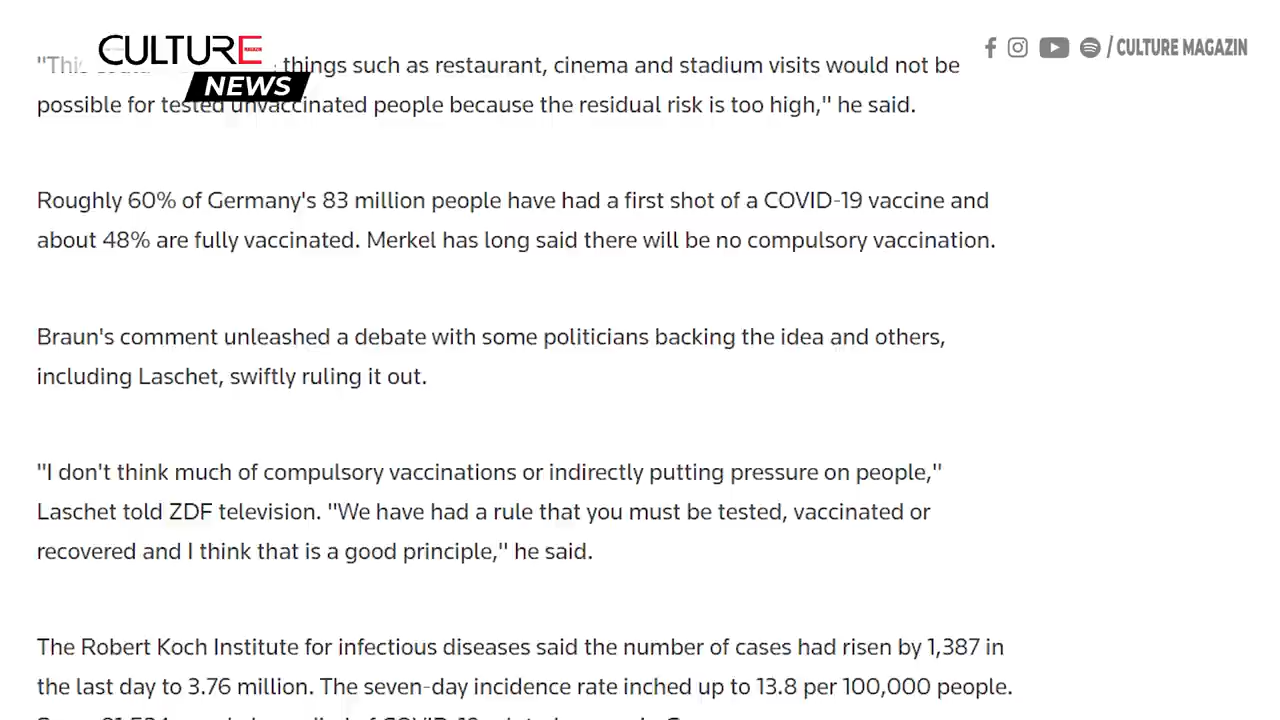 CULTURE
MAGAZIN
NEWS
/ CULTURE MAGAZIN
"This things such as restaurant, cinema and stadium visits would not be
possible for tested unvaccinated people because the residual risk is too high," he said.
Roughly 60% of Germany's 83 million people have had a first shot of a COVID-19 vaccine and
about 48% are fully vaccinated. Merkel has long said there will be no compulsory vaccination.
Braun's comment unleashed a debate with some politicians backing the idea and others,
including Laschet, swiftly ruling it out.
"I don't think much of compulsory vaccinations or indirectly putting pressure on people,"
Laschet told ZDF television. "We have had a rule that you must be tested, vaccinated or
recovered and I think that is a good principle," he said.
The Robert Koch Institute for infectious diseases said the number of cases had risen by 1,387 in
the last day to 3.76 million. The seven-day incidence rate inched up to 13.8 per 100,000 people.